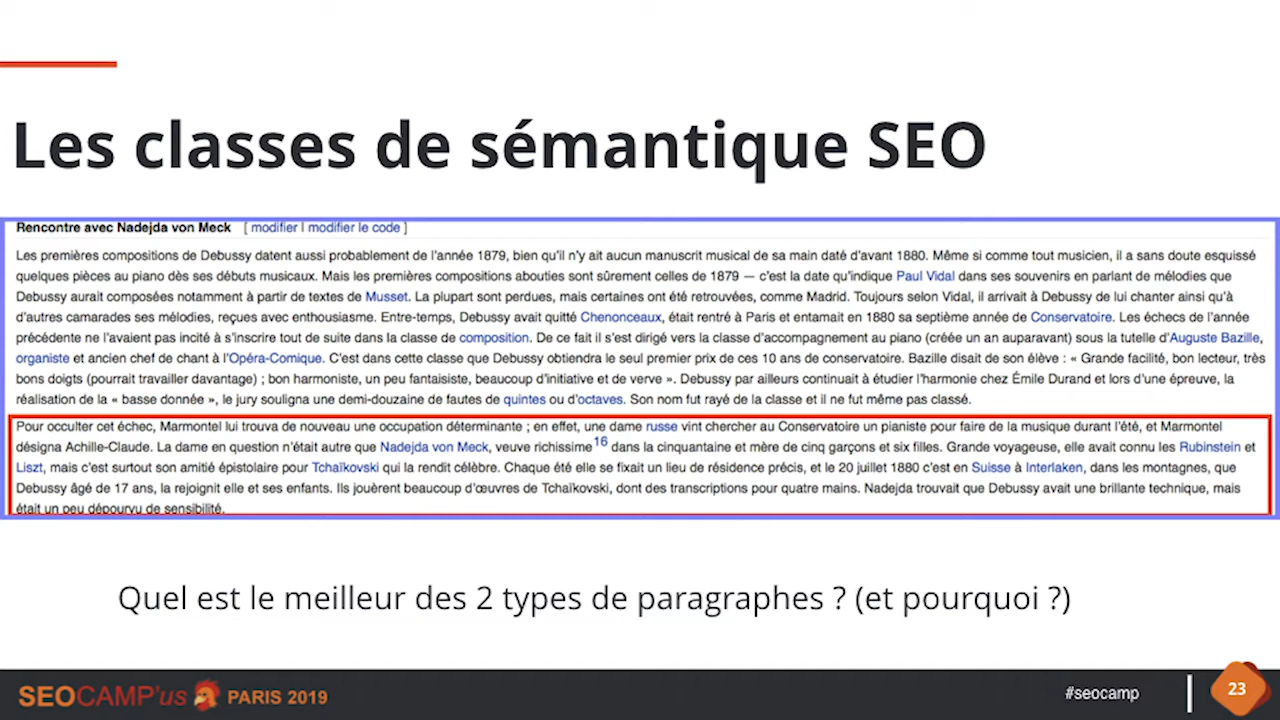 Les classes de sémantique SEO
Rencontre avec Nadejda von Meck [ modifier | modifier le code ]
Les premières compositions de Debussy datent aussi probablement de l'année 1879, bien qu'il n'y ait aucun manuscrit musical de sa main daté d'avant 1880. Même si comme tout musicien, il a sans doute esquissé
quelques pièces au piano dès ses débuts musicaux. Mais les premières compositions abouties sont sûrement celles de 1879 — c'est la date qu'indique Paul Vidal dans ses souvenirs en parlant de mélodies que
Debussy aurait composées notamment à partir de textes de Musset. La plupart sont perdues, mais certaines ont été retrouvées, comme Madrid. Toujours selon Vidal, il arrivait à Debussy de lui chanter ainsi qu'à
d'autres camarades ses mélodies, reçues avec enthousiasme. Entre-temps, Debussy avait quitté Chenonceaux, était rentré à Paris et entamait en 1880 sa septième année de Conservatoire. Les échecs de l'année
précédente ne l'avaient pas incité à s'inscrire tout de suite dans la classe de composition. De ce fait il s'est dirigé vers la classe d'accompagnement au piano (créée un an auparavant) sous la tutelle d'Auguste Bazille,
organiste et ancien chef de chant à l'Opéra-Comique. C'est dans cette classe que Debussy obtiendra le seul premier prix de ces 10 ans de conservatoire. Bazille disait de son élève : « Grande facilité, bon lecteur, très
bons doigts (pourrait travailler davantage) ; bon harmoniste, un peu fantaisiste, beaucoup d'initiative et de verve ». Debussy par ailleurs continuait à étudier l'harmonie chez Émile Durand et lors d'une épreuve, la
réalisation de la « basse donnée », le jury souligna une demi-douzaine de fautes de quintes ou d'octaves. Son nom fut rayé de la classe et il ne fut même pas classé.
Pour occulter cet échec, Marmontel lui trouva de nouveau une occupation déterminante ; en effet, une dame russe vint chercher au Conservatoire un pianiste pour faire de la musique durant l'été, et Marmontel
désigna Achille-Claude. La dame en question n'était autre que Nadejda von Meck, veuve richissime16 dans la cinquantaine et mère de cinq garçons et six filles. Grande voyageuse, elle avait connu les Rubinstein et
Liszt, mais c'est surtout son amitié épistolaire pour Tchaïkovski qui la rendit célèbre. Chaque été elle se fixait un lieu de résidence précis, et le 20 juillet 1880 c'est en Suisse à Interlaken, dans les montagnes, que
Debussy âgé de 17 ans, la rejoignit elle et ses enfants. Ils jouèrent beaucoup d'œuvres de Tchaïkovski, dont des transcriptions pour quatre mains. Nadejda trouvait que Debussy avait une brillante technique, mais
était un peu dépourvu de sensibilité.
Quel est le meilleur des 2 types de paragraphes ? (et pourquoi ?)
SEOCAMP'us PARIS 2019
#seocamp
23